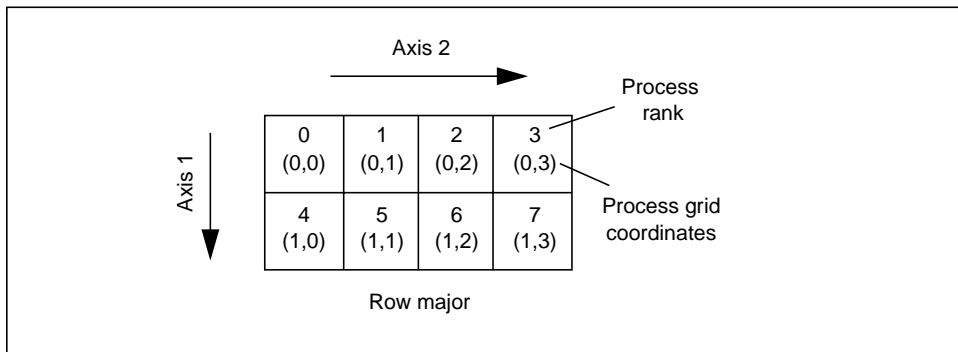 Axis 2
Process
rank
Axis 1
0 1 2 3
(0,0) (0,1) (0,2) (0,3)
4 5 6 7
(1,0) (1,1) (1,2) (1,3)
Process grid
coordinates
Row major